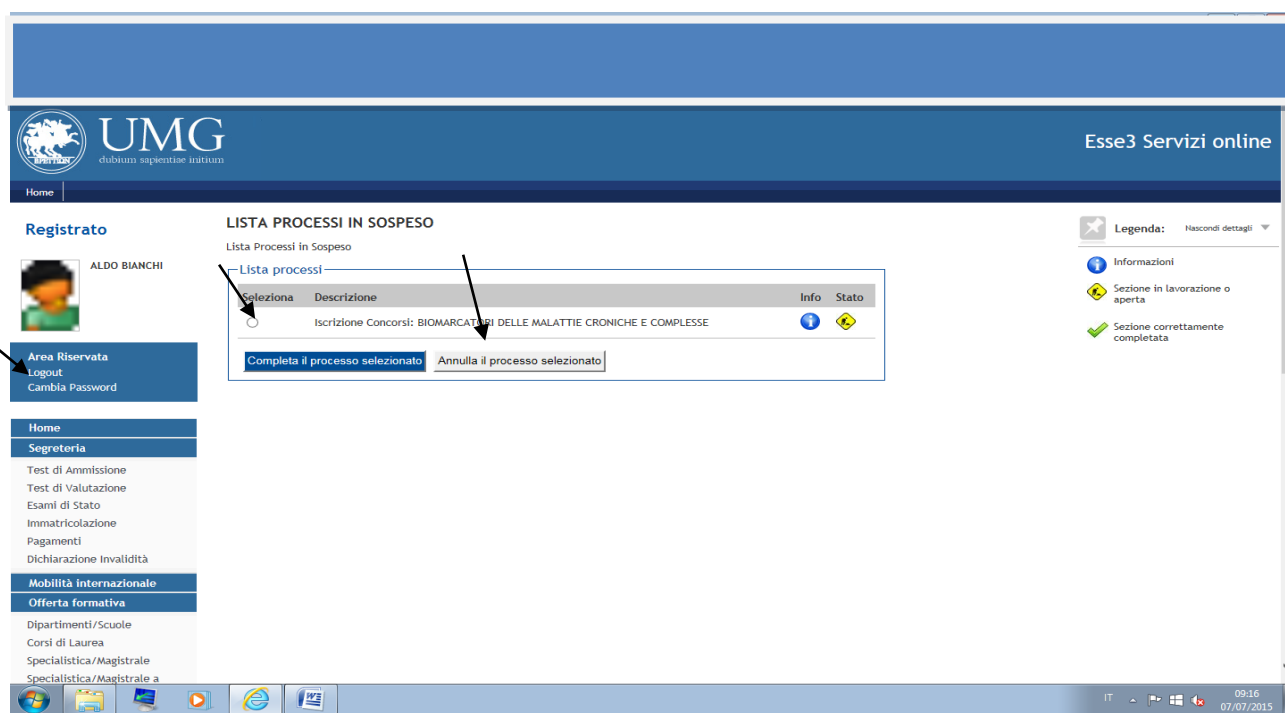 UMG
dubium sapientiae initium
Esse3 Servizi online
Home
Registrato
ALDO BIANCHI
Area Riservata
Logout
Cambia Password
Home
Segreteria
Test di Ammissione
Test di Valutazione
Esami di Stato
Immatricolazione
Pagamenti
Dichiarazione Invalidità
Mobilità internazionale
Offerta formativa
Dipartimenti/Scuole
Corsi di Laurea
Specialistica/Magistrale
Specialistica/Magistrale a
LISTA PROCESSI IN SOSPESO
Lista Processi in Sospeso
Lista processi
Seleziona Descrizione Info Stato
Iscrizione Concorsi: BIOMARCATORI DELLE MALATTIE CRONICHE E COMPLESSE
Completa il processo selezionato Annulla il processo selezionato
Legenda: Nascondi dettagli
Informazioni
Sezione in lavorazione o
aperta
Sezione correttamente
completata
IT 09:16
07/07/2015